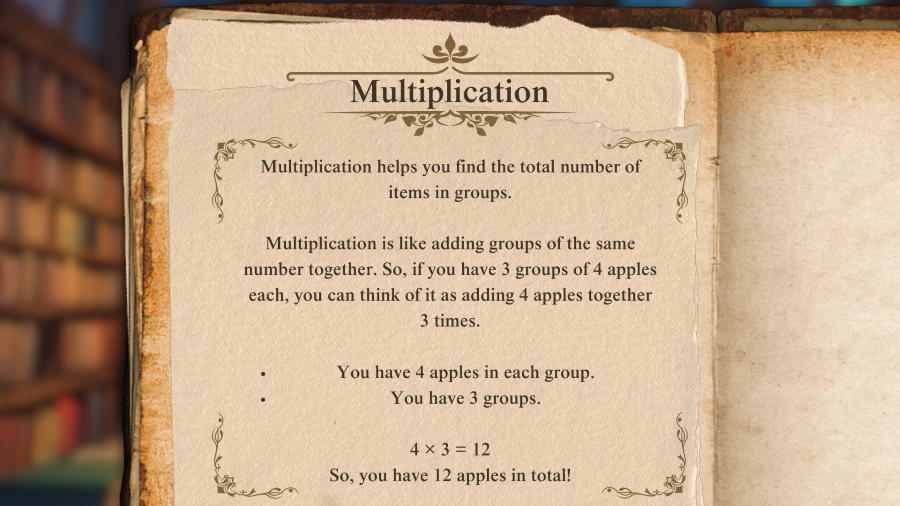 Multiplication
Multiplication helps you find the total number of
items in groups.
Multiplication is like adding groups of the same
number together. So, if you have 3 groups of 4 apples
each, you can think of it as adding 4 apples together
3 times.
• You have 4 apples in each group.
• You have 3 groups.
4 × 3 = 12
So, you have 12 apples in total!